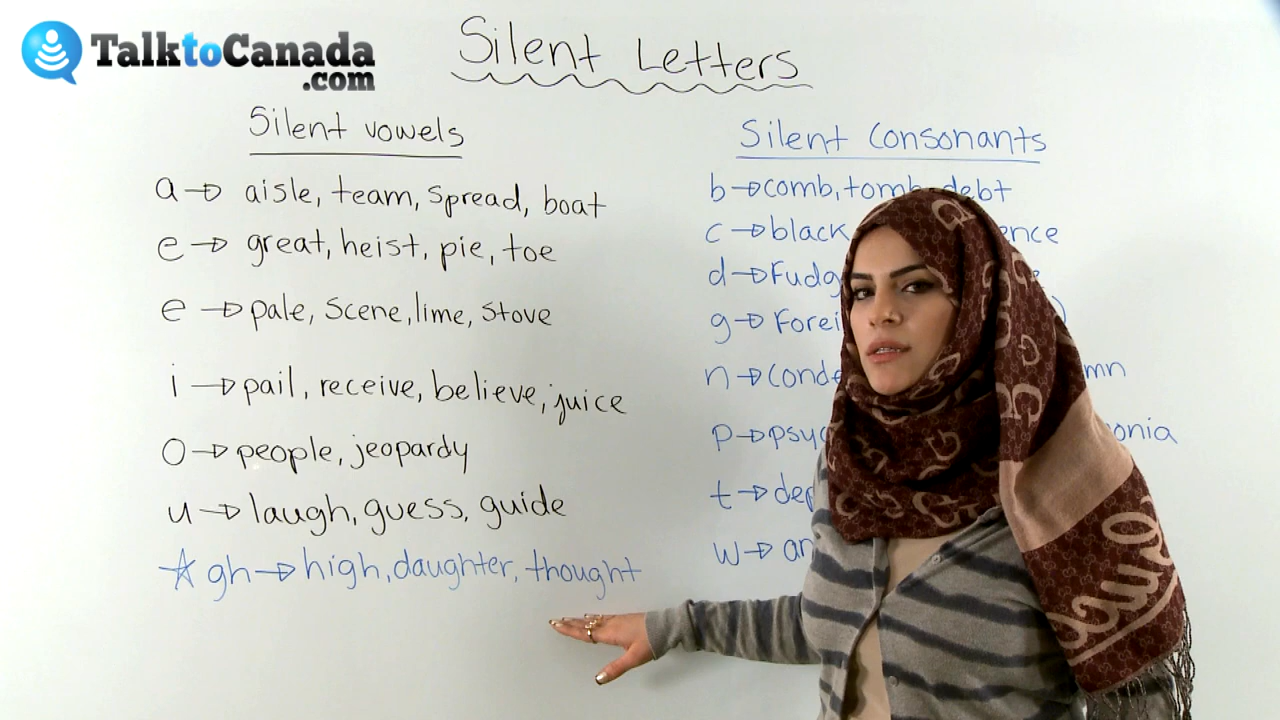 TalktoCanada
.com
Silent Letters
Silent vowels
a → aisle, team, spread, boat
e → great, heist, pie, toe
e → pale, scene, lime, stove
i → pail, receive, believe, juice
o → people, jeopardy
u → laugh, guess, guide
☆ gh → high, daughter, thought
Silent Consonants
b → comb, tomb, debt
c → black
d → Fudg
g → Forei )
n → conde mn
p → psyc onia
t → dep
w → an